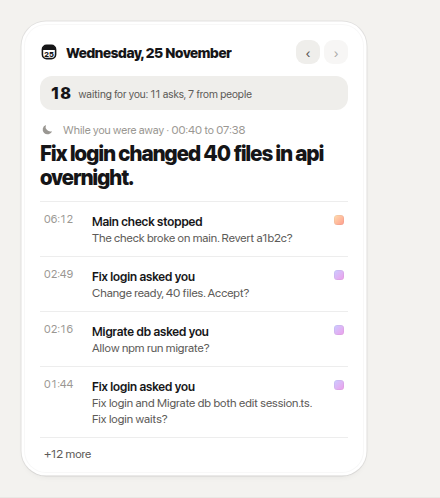 25 Wednesday, 25 November ‹ ›
18 waiting for you: 11 asks, 7 from people
While you were away · 00:40 to 07:38
Fix login changed 40 files in api
overnight.
06:12 Main check stopped
The check broke on main. Revert a1b2c?
02:49 Fix login asked you
Change ready, 40 files. Accept?
02:16 Migrate db asked you
Allow npm run migrate?
01:44 Fix login asked you
Fix login and Migrate db both edit session.ts.
Fix login waits?
+12 more